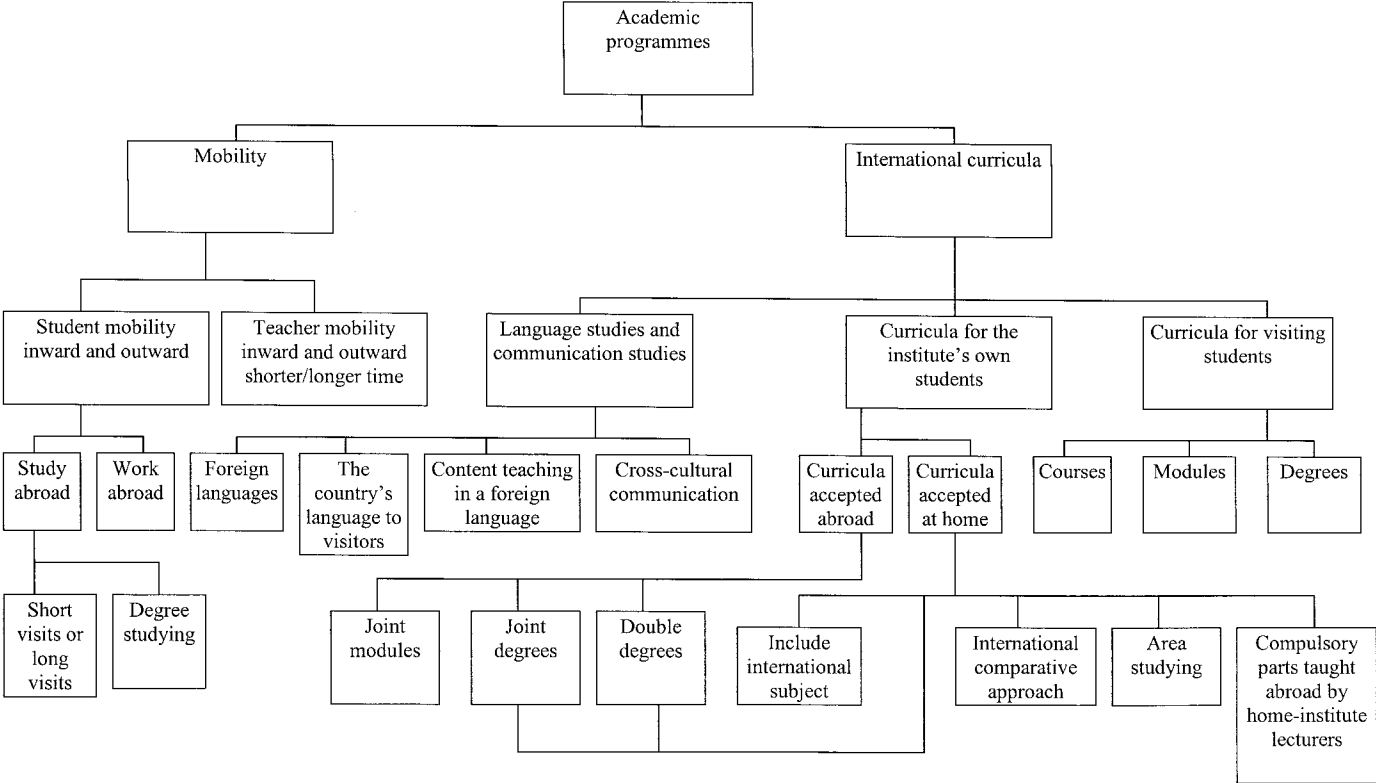 Academic
programmes
Mobility
International curricula
Student mobility
inward and outward
Teacher mobility
inward and outward
shorter/longer time
Language studies and
communication studies
Curricula for the
institute's own
students
Curricula for visiting
students
Study
abroad
Work
abroad
Foreign
languages
The
country's
language to
visitors
Content teaching
in a foreign
language
Cross-cultural
communication
Curricula
accepted
abroad
Curricula
accepted
at home
Courses
Modules
Degrees
Short
visits or
long
visits
Degree
studying
Joint
modules
Joint
degrees
Double
degrees
Include
international
subject
International
comparative
approach
Area
studying
Compulsory
parts taught
abroad by
home-institute
lecturers